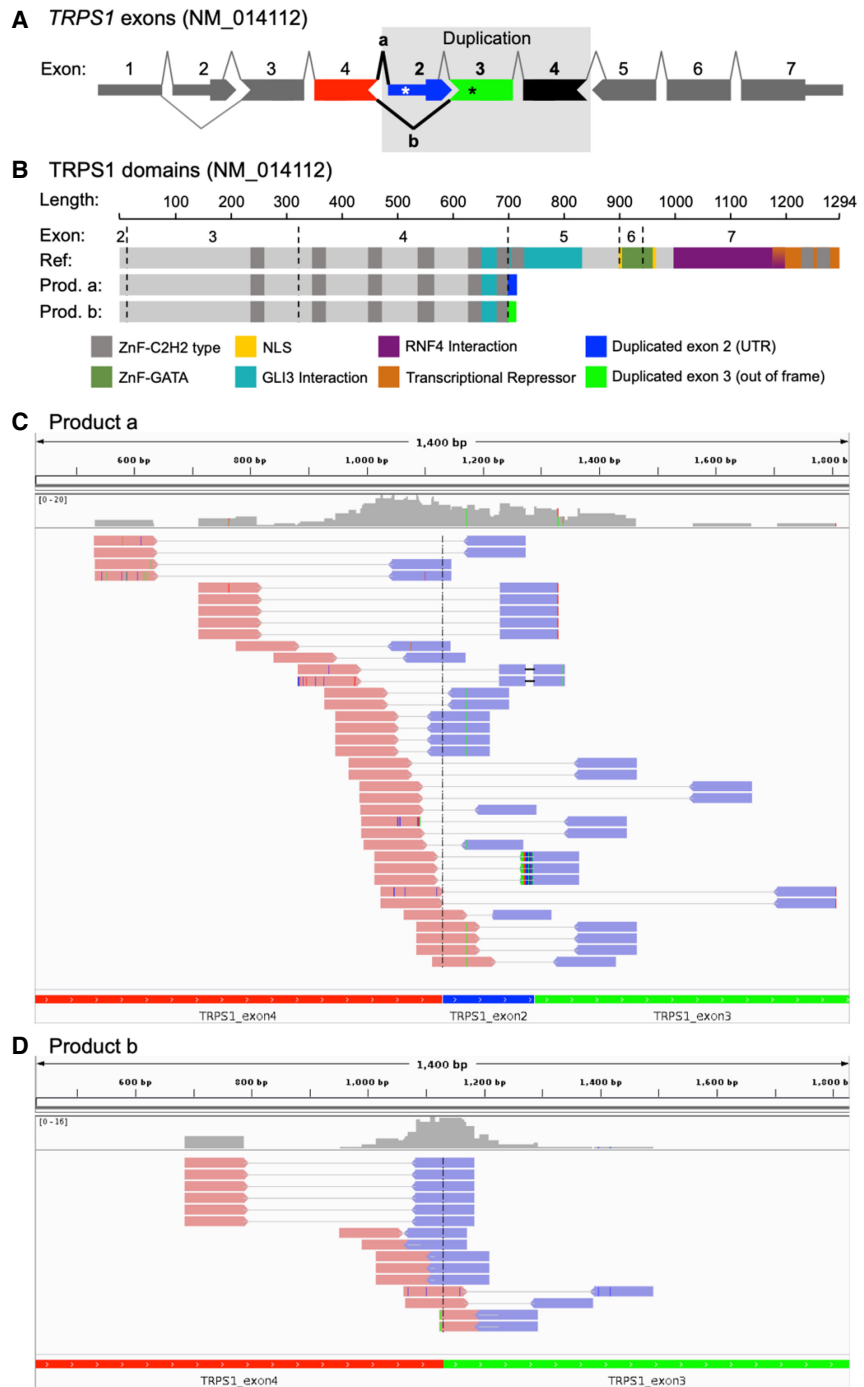 A TRPS1 exons (NM_014112)
a
Duplication
Exon: 1 2 3 4 2 3 4 5 6 7
* *
b
B TRPS1 domains (NM_014112)
Length: 100 200 300 400 500 600 700 800 900 1000 1100 1200 1294
Exon: 2 3 4 5 6 7
Ref:
Prod. a:
Prod. b:
ZnF-C2H2 type NLS RNF4 Interaction Duplicated exon 2 (UTR)
ZnF-GATA GLI3 Interaction Transcriptional Repressor Duplicated exon 3 (out of frame)
C Product a
1,400 bp
600 bp 800 bp 1,000 bp 1,200 bp 1,400 bp 1,600 bp 1,800 b
[0 - 20]
TRPS1_exon4 TRPS1_exon2 TRPS1_exon3
D Product b
1,400 bp
600 bp 800 bp 1,000 bp 1,200 bp 1,400 bp 1,600 bp 1,800 b
[0 - 16]
TRPS1_exon4 TRPS1_exon3